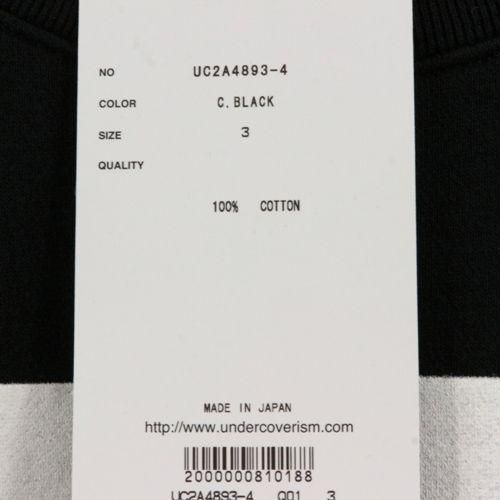 NO UC2A4893-4
COLOR C.BLACK
SIZE 3
QUALITY
100% COTTON
MADE IN JAPAN
http://www.undercoverism.com
2000000810188
UC2A4893-4 Q01 3